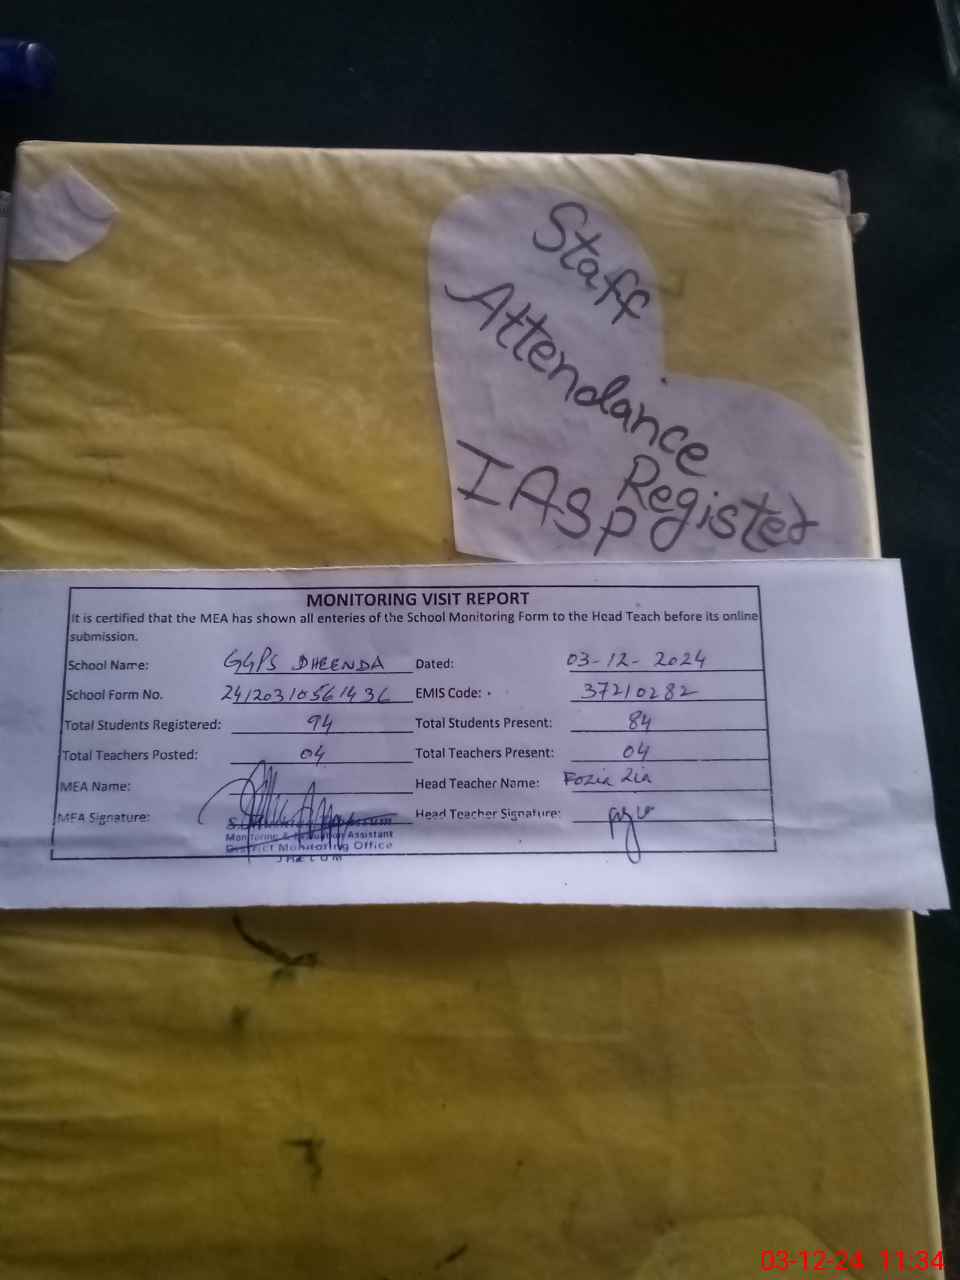 Staff
Attendance
Register
IASP
MONITORING VISIT REPORT
It is certified that the MEA has shown all enteries of the School Monitoring Form to the Head Teach before its online
submission.
School Name: GGPS DHEENDA Dated: 03-12-2024
School Form No. EMIS Code: 37210282
Total Students Registered: 94 Total Students Present: 84
Total Teachers Posted: 04 Total Teachers Present: 04
MEA Name: Head Teacher Name: Fozia Zia
MEA Signature: Head Teacher Signature:
Monitoring & Assistant
District Monitoring Office
JHELUM
03-12-24 11:34